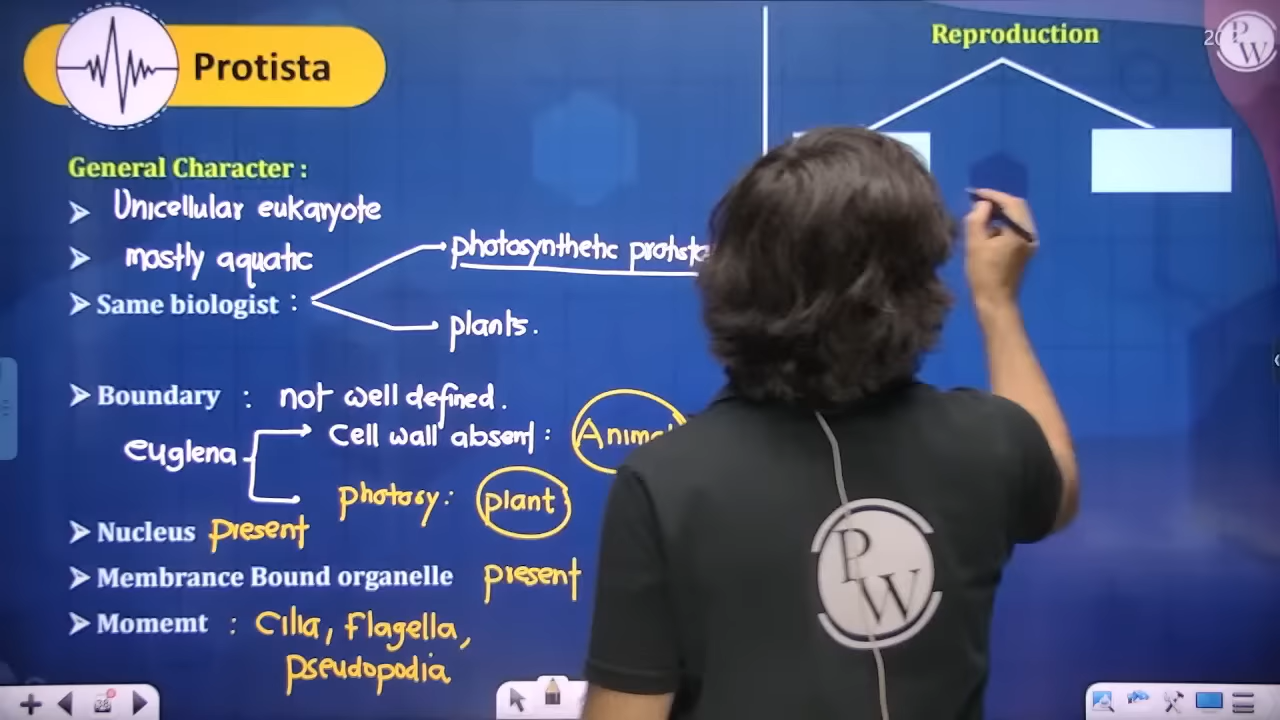 Protista
General Character :
➤ Unicellular eukaryote
➤ mostly aquatic
photosynthetic
➤ Same biologist :
plants.
➤ Boundary : not well defined.
Cell wall absent :
euglena
photosy : plant
➤ Nucleus present
➤ Membrance Bound organelle present
➤ Momemt : Cilia, Flagella,
pseudopodia
Reproduction
PW
PW